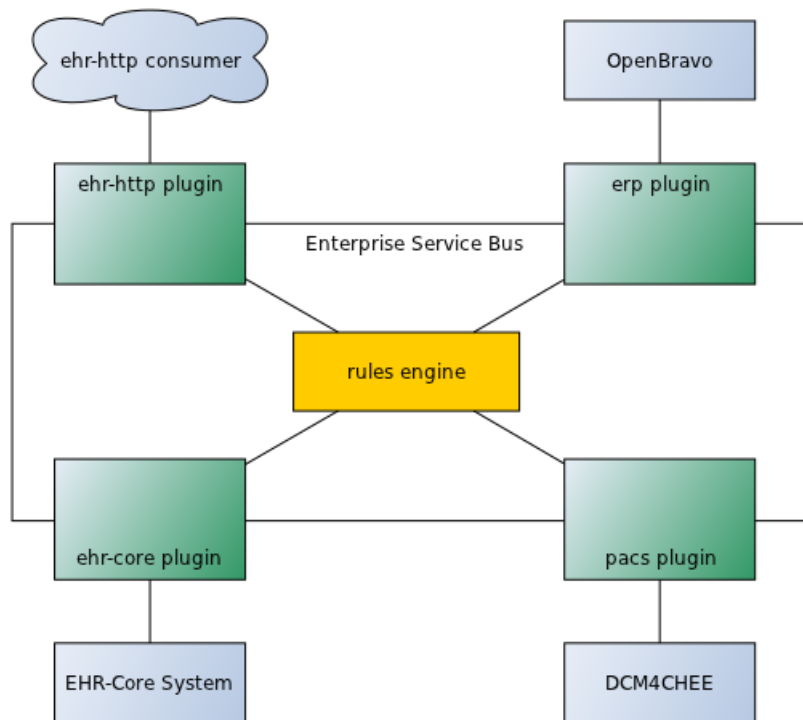 ehr-http consumer
OpenBravo
ehr-http plugin
erp plugin
Enterprise Service Bus
rules engine
ehr-core plugin
pacs plugin
EHR-Core System
DCM4CHEE